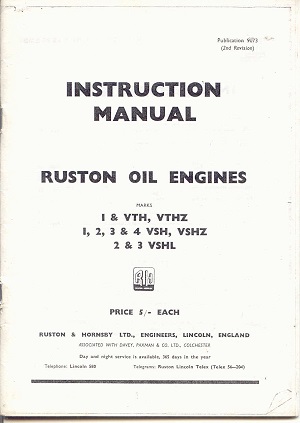 Publication 9073
(2nd Revision)
INSTRUCTION
MANUAL
RUSTON OIL ENGINES
MARKS
1 & VTH, VTHZ
1, 2, 3 & 4 VSH, VSHZ
2 & 3 VSHL
PRICE 5/- EACH
RUSTON & HORNSBY LTD., ENGINEERS, LINCOLN, ENGLAND
ASSOCIATED WITH DAVEY, PAXMAN & CO. LTD., COLCHESTER
Day and night service is available, 365 days in the year
Telephone: Lincoln 580 Telegrams: Ruston Lincoln Telex (Telex 56-204)